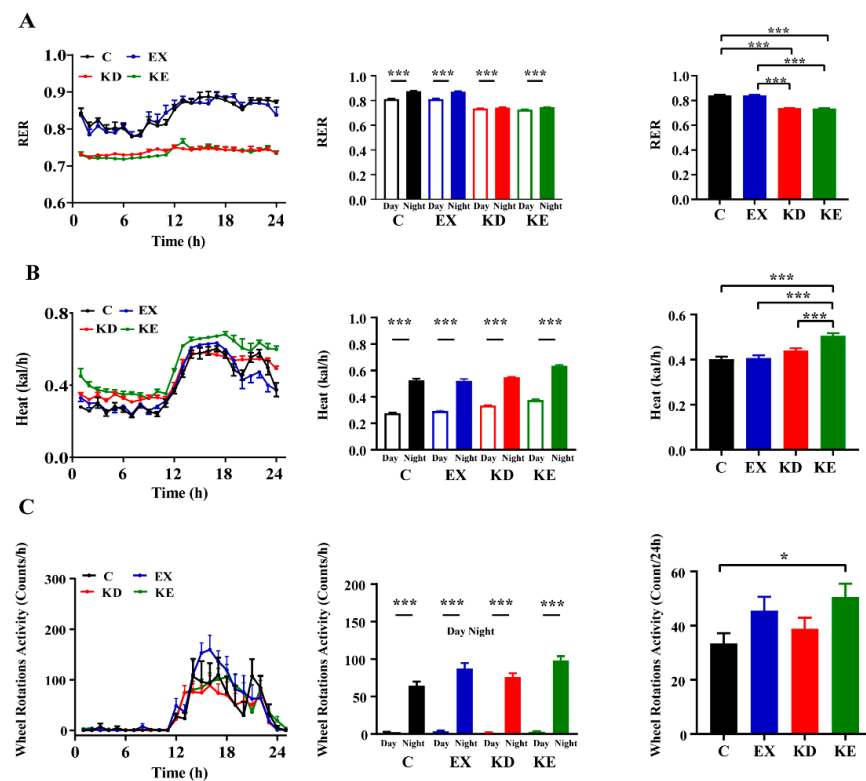 A
C EX
KD KE
RER
1.0
0.9
0.8
0.7
0.6
0 6 12 18 24
Time (h)
RER
1.0
0.8
0.6
0.4
0.2
0.0
*** *** *** ***
Day Night Day Night Day Night Day Night
C EX KD KE
RER
1.0
0.8
0.6
0.4
0.2
0.0
***
***
***
***
C EX KD KE
B
C EX
KD KE
Heat (kal/h)
0.8
0.4
0.0
0 6 12 18 24
Time (h)
Heat (kal/h)
1.0
0.8
0.6
0.4
0.2
0.0
*** *** *** ***
Day Night Day Night Day Night Day Night
C EX KD KE
Heat (kal/h)
0.6
0.4
0.2
0.0
***
***
***
C EX KD KE
C
C EX
KD KE
Wheel Rotations Activity (Counts/h)
300
200
100
0
0 6 12 18 24
Time (h)
Wheel Rotations Activity (Counts/h)
200
150
100
50
0
*** *** *** ***
Day Night
Day Night Day Night Day Night Day Night
C EX KD KE
Wheel Rotations Activity (Count/24h)
60
40
20
0
*
C EX KD KE